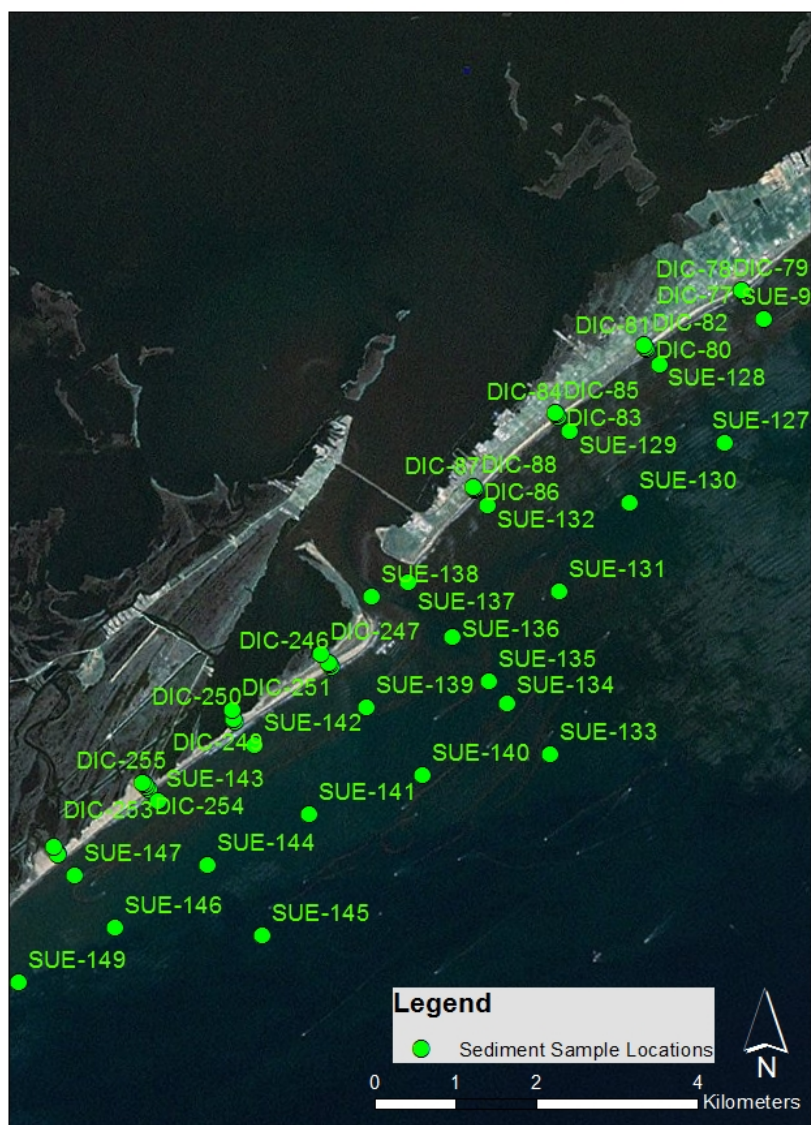 DIC-78 DIC-79
DIC-77 SUE-9
DIC-81 DIC-82
DIC-80
SUE-128
DIC-84 DIC-85
DIC-83
SUE-129
SUE-127
DIC-87 DIC-88
DIC-86
SUE-130
SUE-132
SUE-138
SUE-131
SUE-137
DIC-246 DIC-247
SUE-136
SUE-135
SUE-139
SUE-134
DIC-250 DIC-251
SUE-142
DIC-249
SUE-133
SUE-140
DIC-255
SUE-143
DIC-253 DIC-254
SUE-141
SUE-147
SUE-144
SUE-146
SUE-145
SUE-149
Legend
Sediment Sample Locations
N
0 1 2 4
Kilometers